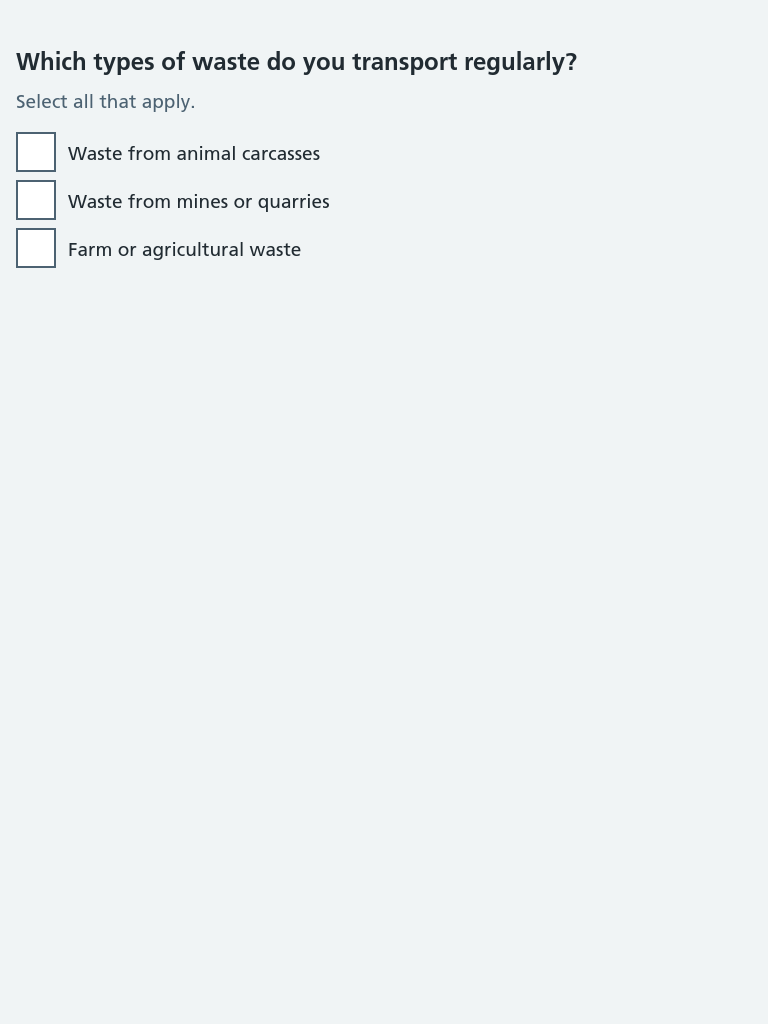 Which types of waste do you transport regularly?
Select all that apply.
Waste from animal carcasses
Waste from mines or quarries
Farm or agricultural waste